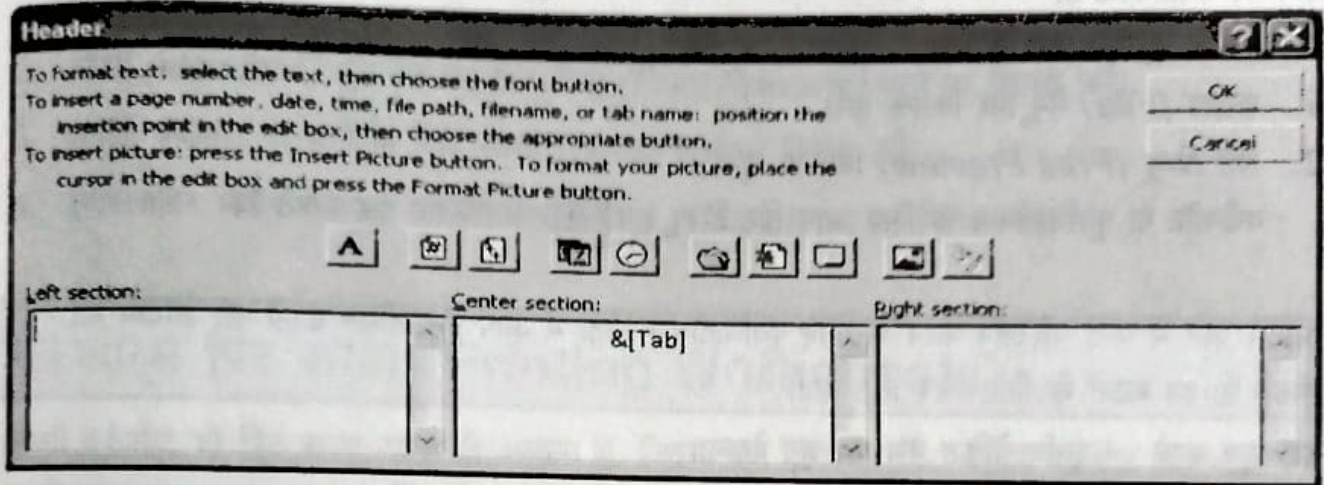 Header
To format text: select the text, then choose the font button.
To insert a page number, date, time, file path, filename, or tab name: position the
insertion point in the edit box, then choose the appropriate button.
To insert picture: press the Insert Picture button. To format your picture, place the
cursor in the edit box and press the Format Picture button.
OK
Cancel
A
Left section:
Center section:
Right section:
&[Tab]